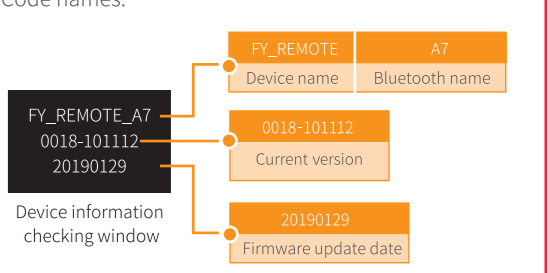 Code names:
FY_REMOTE A7
Device name Bluetooth name
FY_REMOTE_A7
0018-101112
20190129
Device information
checking window
0018-101112
Current version
20190129
Firmware update date